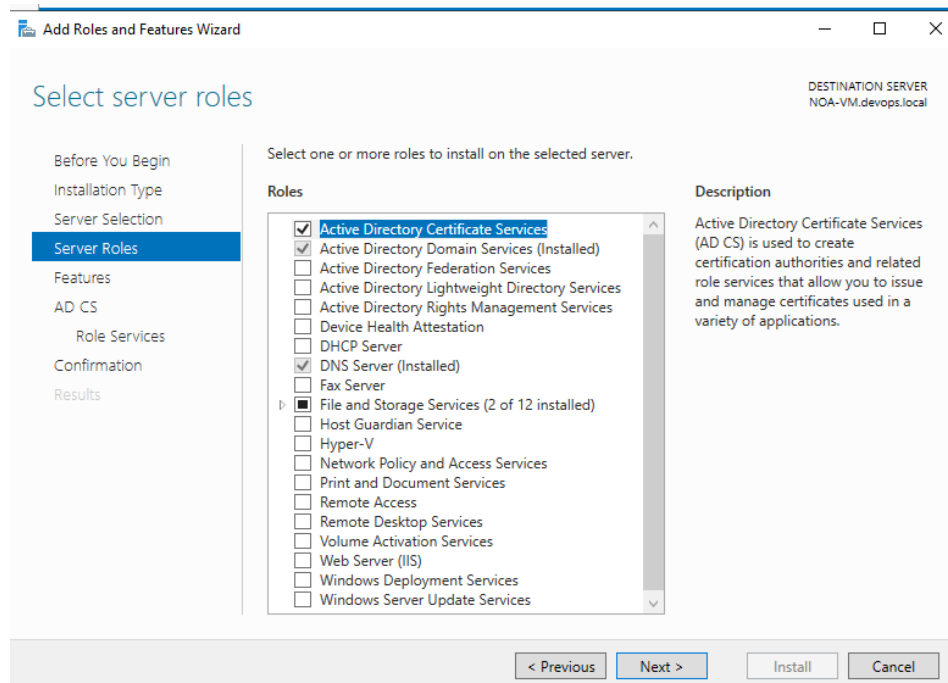 Add Roles and Features Wizard
Select server roles
DESTINATION SERVER
NOA-VM.devops.local
Before You Begin
Installation Type
Server Selection
Server Roles
Features
AD CS
Role Services
Confirmation
Results
Select one or more roles to install on the selected server.
Roles
Active Directory Certificate Services
Active Directory Domain Services (Installed)
Active Directory Federation Services
Active Directory Lightweight Directory Services
Active Directory Rights Management Services
Device Health Attestation
DHCP Server
DNS Server (Installed)
Fax Server
File and Storage Services (2 of 12 installed)
Host Guardian Service
Hyper-V
Network Policy and Access Services
Print and Document Services
Remote Access
Remote Desktop Services
Volume Activation Services
Web Server (IIS)
Windows Deployment Services
Windows Server Update Services
Description
Active Directory Certificate Services
(AD CS) is used to create
certification authorities and related
role services that allow you to issue
and manage certificates used in a
variety of applications.
< Previous
Next >
Install
Cancel